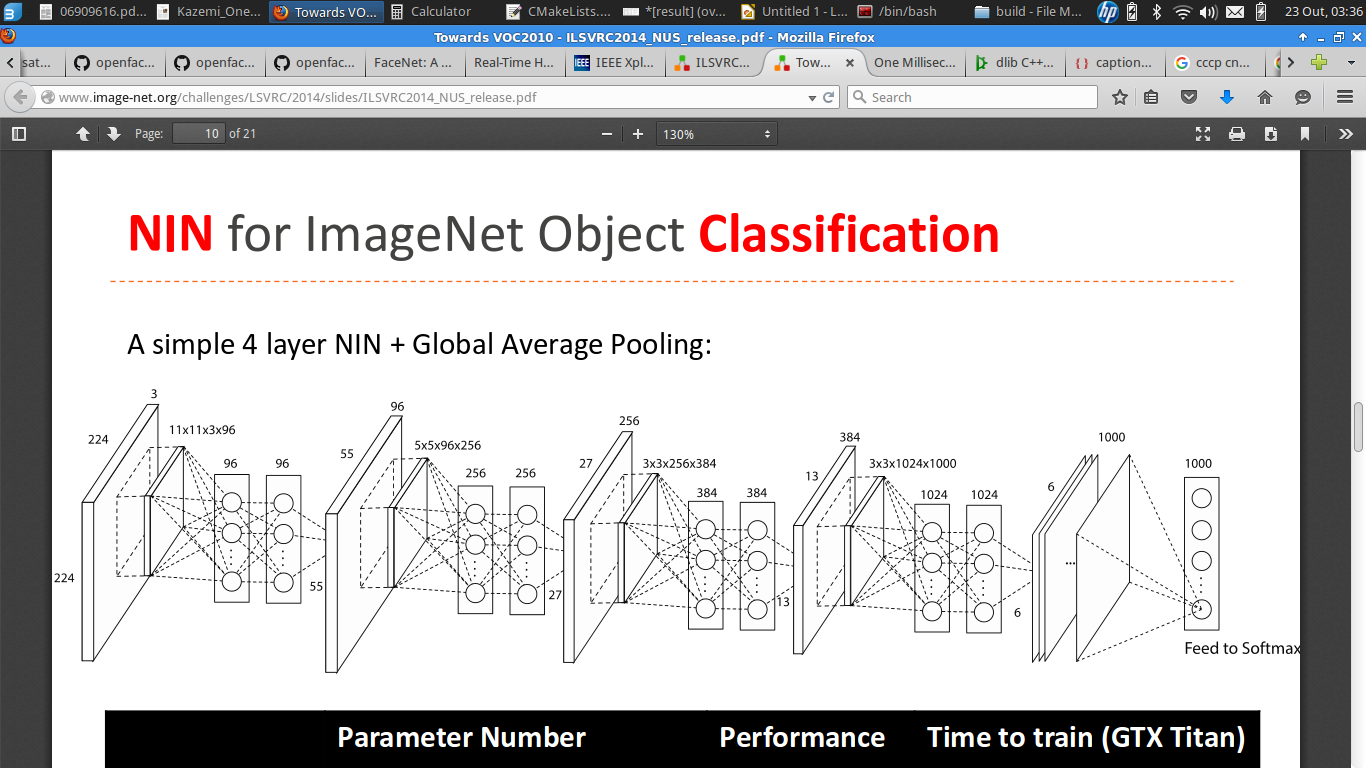 06909616.pd... Kazemi_One... Towards VO... Calculator CMakeLists.... *[result] (ov... Untitled 1 - L... /bin/bash build - File M... 23 Out, 03:36
Towards VOC2010 - ILSVRC2014_NUS_release.pdf - Mozilla Firefox
sat... openfac... openfac... openfac... FaceNet: A ... Real-Time H... IEEE Xpl... ILSVRC... Tow... One Millisec... dlib C++... caption... cccp cn...
www.image-net.org/challenges/LSVRC/2014/slides/ILSVRC2014_NUS_release.pdf Search
Page: 10 of 21 130%
NIN for ImageNet Object Classification
A simple 4 layer NIN + Global Average Pooling:
3 96 256 384 1000
224 11x11x3x96 55 5x5x96x256 27 3x3x256x384 13 3x3x1024x1000 6 1000
96 96 256 256 384 384 1024 1024
...
224 55 27 13 6
Feed to Softmax
Parameter Number Performance Time to train (GTX Titan)